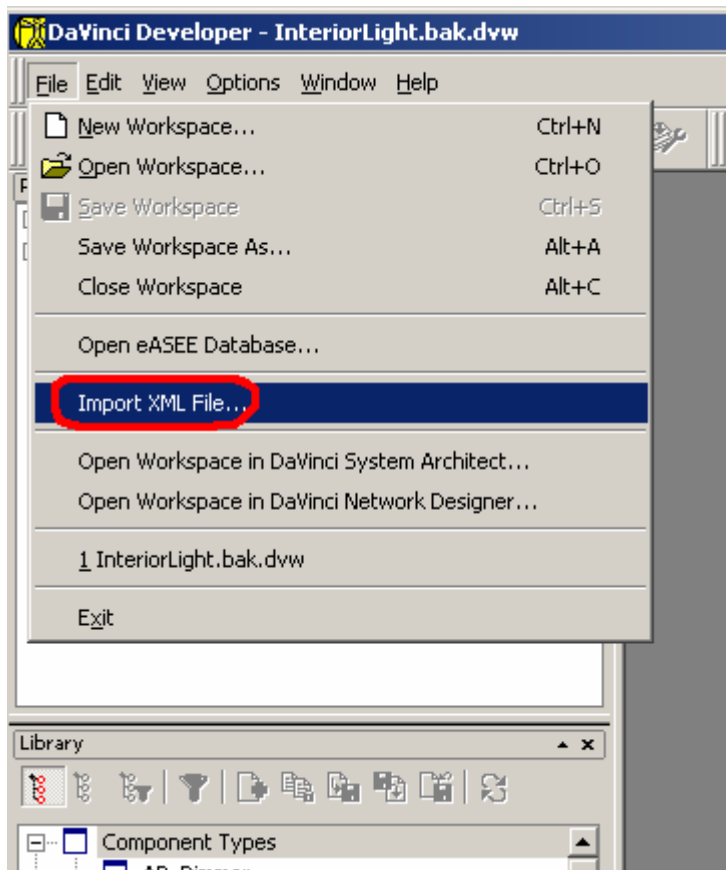 DaVinci Developer - InteriorLight.bak.dvw
File Edit View Options Window Help
New Workspace... Ctrl+N
Open Workspace... Ctrl+O
Save Workspace Ctrl+S
Save Workspace As... Alt+A
Close Workspace Alt+C
Open eASEE Database...
Import XML File...
Open Workspace in DaVinci System Architect...
Open Workspace in DaVinci Network Designer...
1 InteriorLight.bak.dvw
Exit
Library
Component Types